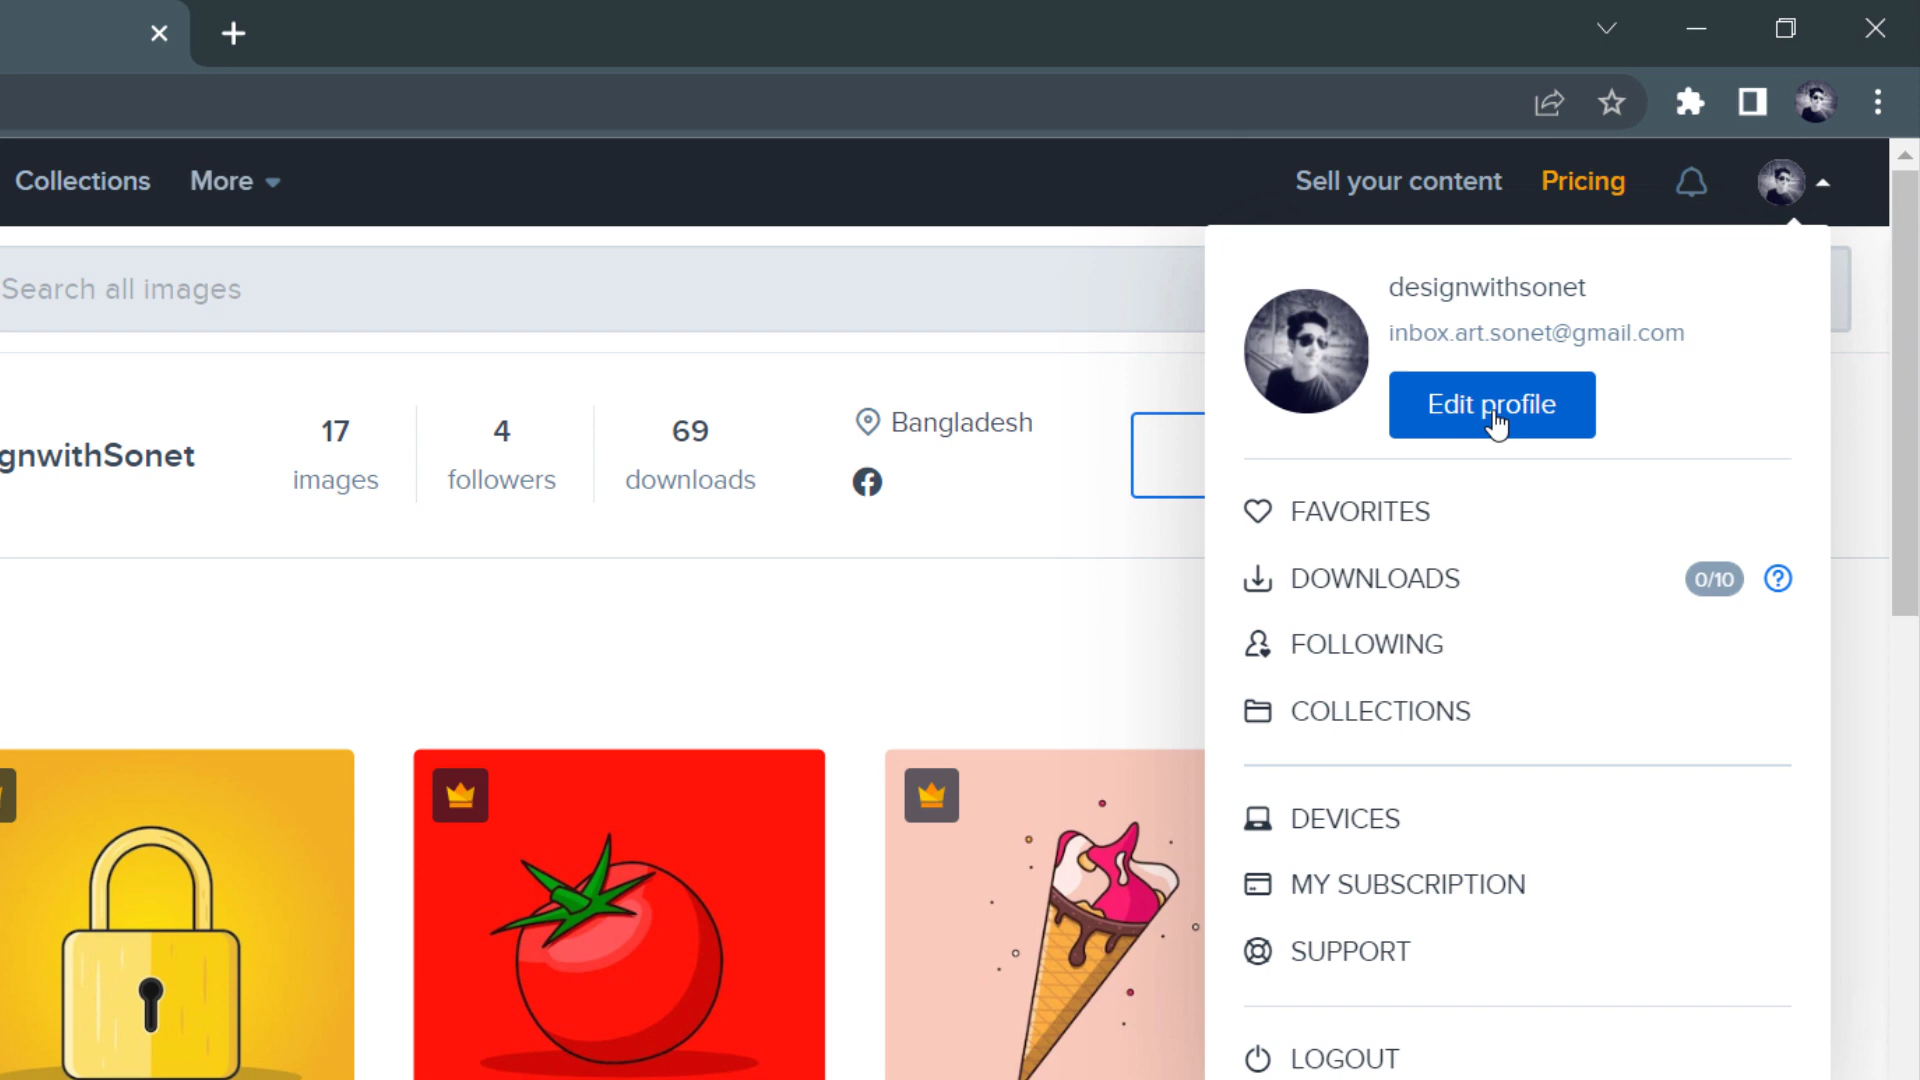 Collections More Sell your content Pricing
Search all images
designwithsonet
inbox.art.sonet@gmail.com
Edit profile
gnwithSonet
17
images
4
followers
69
downloads
Bangladesh
FAVORITES
DOWNLOADS 0/10 ?
FOLLOWING
COLLECTIONS
DEVICES
MY SUBSCRIPTION
SUPPORT
LOGOUT